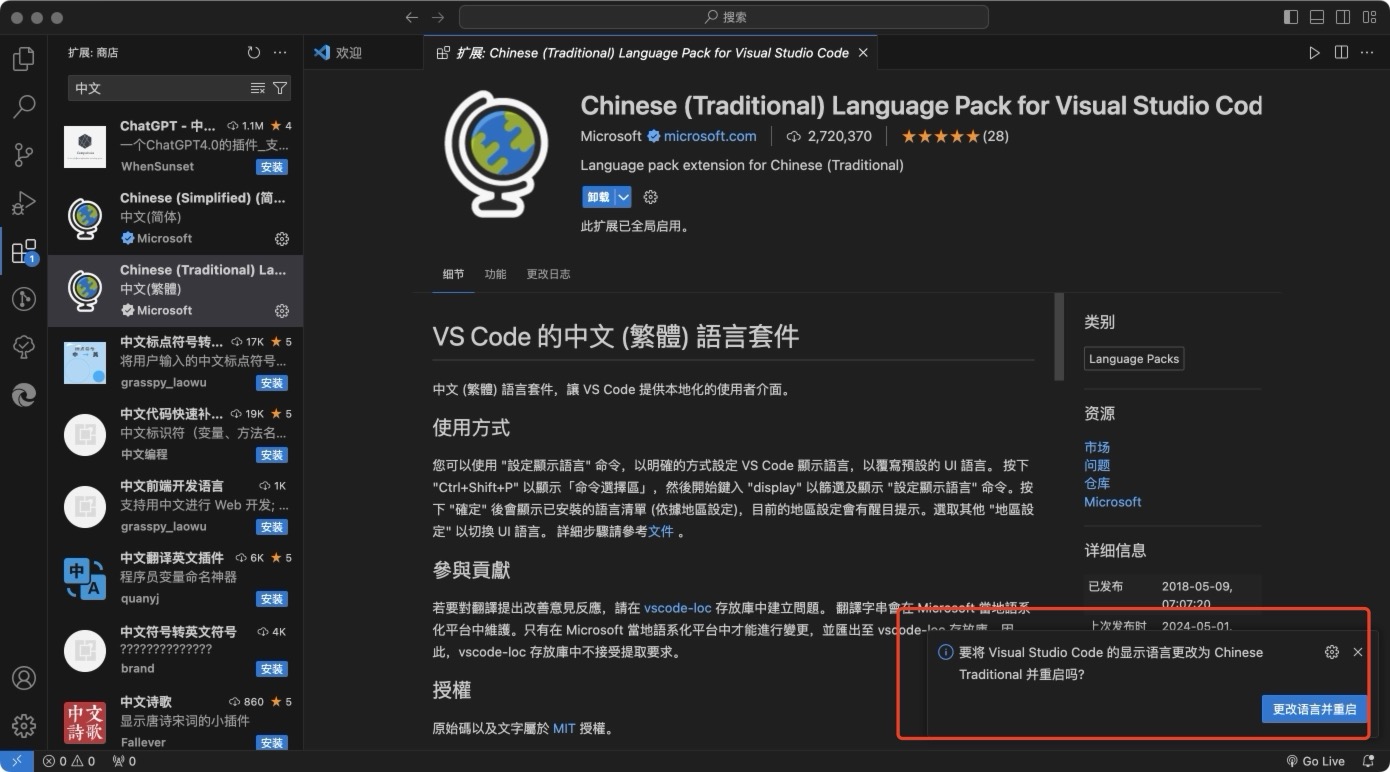 搜索
扩展: 商店
中文
ChatGPT - 中... 1.1M ★ 4
一个ChatGPT4.0的插件_支...
WhenSunset 安装
Chinese (Simplified) (简...
中文(简体)
Microsoft
Chinese (Traditional) La...
中文(繁體)
Microsoft
中文标点符号转... 17K ★ 5
将用户输入的中文标点符号...
grasspy_laowu 安装
中文代码快速补... 19K ★ 5
中文标识符（变量、方法名...
中文编程 安装
中文前端开发语言 1K
支持用中文进行 Web 开发; ...
grasspy_laowu 安装
中文翻译英文插件 6K ★ 5
程序员变量命名神器
quanyj 安装
中 A
中文符号转英文符号 4K
??????????????
brand 安装
中文诗歌 860 ★ 5
显示唐诗宋词的小插件
Fallever 安装
中文
詩歌
1
欢迎
扩展: Chinese (Traditional) Language Pack for Visual Studio Code
Chinese (Traditional) Language Pack for Visual Studio Cod
Microsoft microsoft.com 2,720,370 ★★★★★(28)
Language pack extension for Chinese (Traditional)
卸载
此扩展已全局启用。
细节 功能 更改日志
VS Code 的中文 (繁體) 語言套件
中文 (繁體) 語言套件，讓 VS Code 提供本地化的使用者介面。
使用方式
您可以使用 "設定顯示語言" 命令，以明確的方式設定 VS Code 顯示語言，以覆寫預設的 UI 語言。 按下
"Ctrl+Shift+P" 以顯示「命令選擇區」，然後開始鍵入 "display" 以篩選及顯示 "設定顯示語言" 命令。按
下 "確定" 後會顯示已安裝的語言清單 (依據地區設定)，目前的地區設定會有醒目提示。選取其他 "地區設
定" 以切換 UI 語言。 詳細步驟請參考文件 。
參與貢獻
若要對翻譯提出改善意見反應，請在 vscode-loc 存放庫中建立問題。 翻譯字串會在 Microsoft 當地語系
化平台中維護。只有在 Microsoft 當地語系化平台中才能進行變更，並匯出至 vscode-loc 存放庫。因
此，vscode-loc 存放庫中不接受提取要求。
授權
原始碼以及文字屬於 MIT 授權。
类别
Language Packs
资源
市场
问题
仓库
Microsoft
详细信息
已发布 2018-05-09,
07:07:20
上次发布时 2024-05-01,
要将 Visual Studio Code 的显示语言更改为 Chinese
Traditional 并重启吗?
更改语言并重启
0 0 0
Go Live